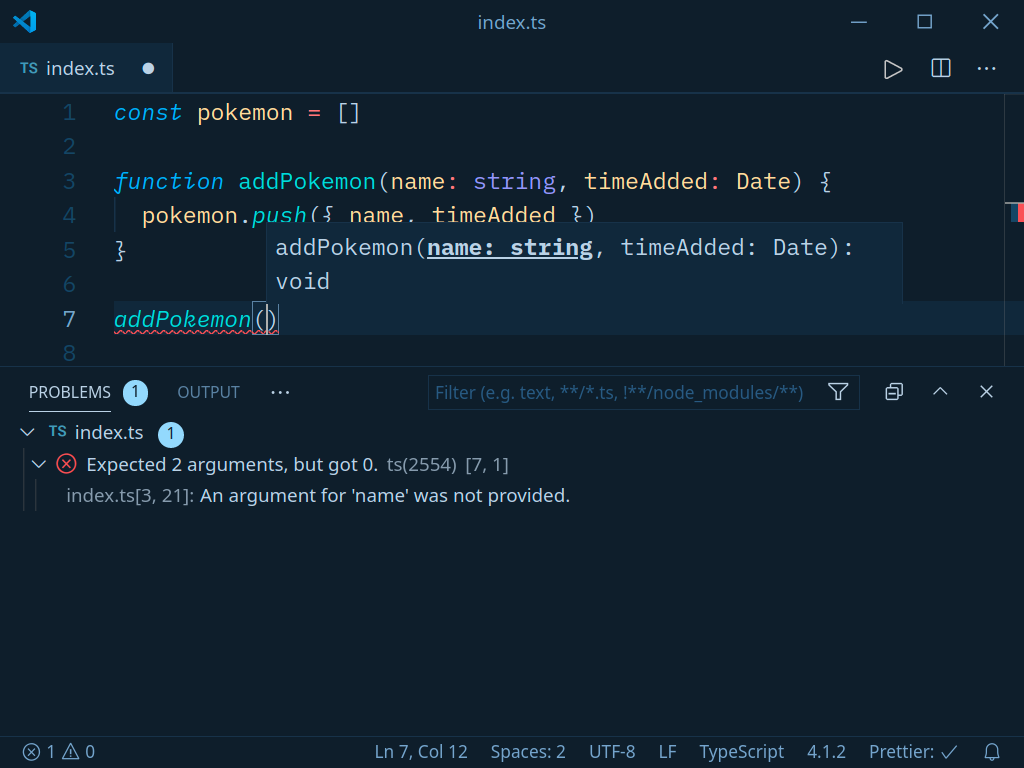 index.ts
TS index.ts
1 const pokemon = []
2
3 function addPokemon(name: string, timeAdded: Date) {
4 pokemon.push({ name, timeAdded })
5 }
addPokemon(name: string, timeAdded: Date):
void
6
7 addPokemon()
8
PROBLEMS 1 OUTPUT ··· Filter (e.g. text, **/*.ts, !**/node_modules/**)
TS index.ts 1
Expected 2 arguments, but got 0. ts(2554) [7, 1]
index.ts[3, 21]: An argument for 'name' was not provided.
1 0 Ln 7, Col 12 Spaces: 2 UTF-8 LF TypeScript 4.1.2 Prettier: ✓